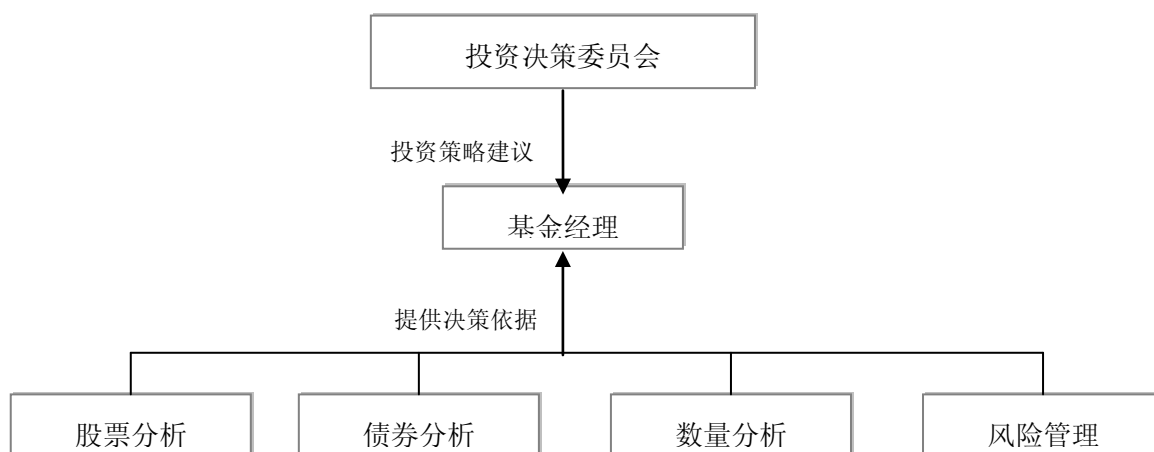 投资决策委员会
投资策略建议
基金经理
提供决策依据
股票分析
债券分析
数量分析
风险管理